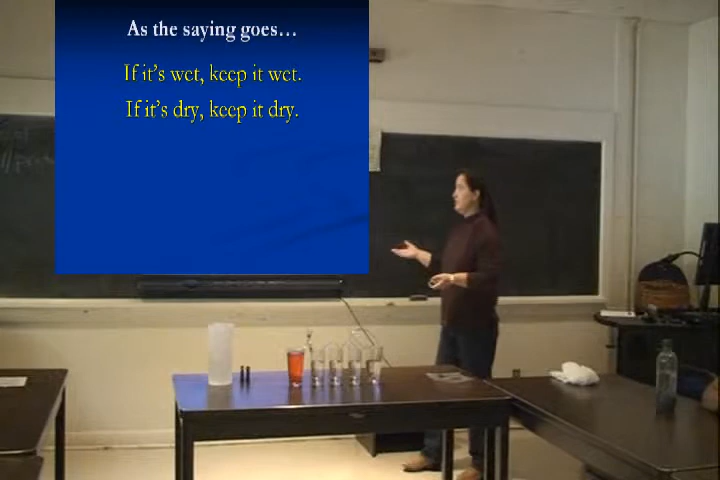 As the saying goes…
If it's wet, keep it wet.
If it's dry, keep it dry.